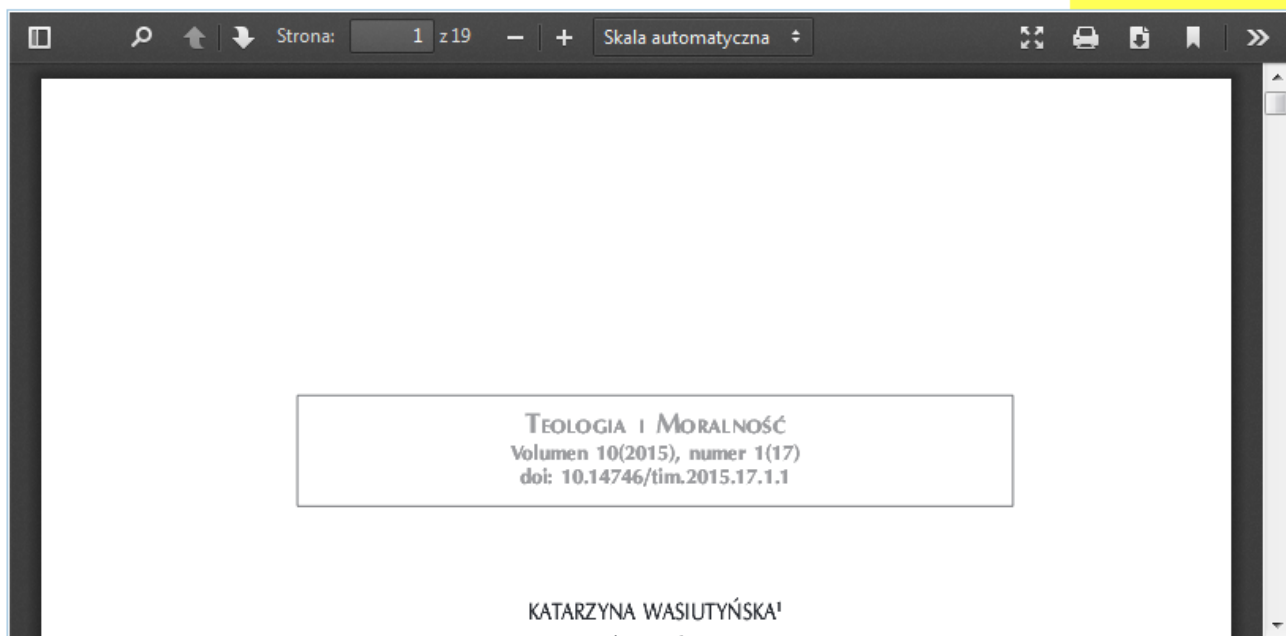 Strona: 1 z 19 Skala automatyczna
TEOLOGIA I MORALNOŚĆ
Volumen 10(2015), numer 1(17)
doi: 10.14746/tim.2015.17.1.1
KATARZYNA WASIUTYŃSKA¹